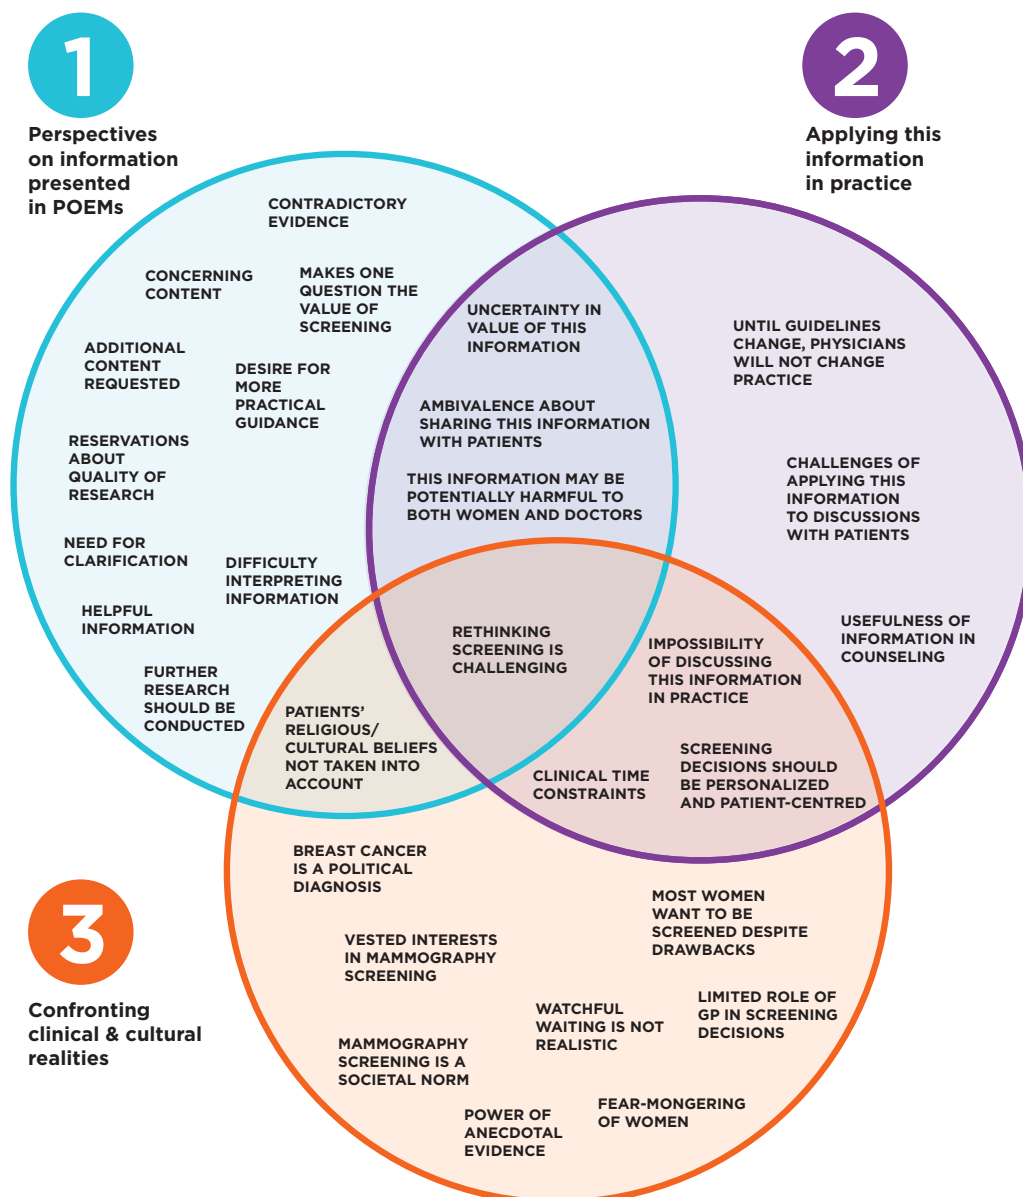 1
Perspectives
on information
presented
in POEMs
2
Applying this
information
in practice
CONTRADICTORY
EVIDENCE
CONCERNING
CONTENT
MAKES ONE
QUESTION THE
VALUE OF
SCREENING
ADDITIONAL
CONTENT
REQUESTED
DESIRE FOR
MORE
PRACTICAL
GUIDANCE
RESERVATIONS
ABOUT
QUALITY OF
RESEARCH
NEED FOR
CLARIFICATION
DIFFICULTY
INTERPRETING
INFORMATION
HELPFUL
INFORMATION
FURTHER
RESEARCH
SHOULD BE
CONDUCTED
UNCERTAINTY IN
VALUE OF THIS
INFORMATION
AMBIVALENCE ABOUT
SHARING THIS INFORMATION
WITH PATIENTS
THIS INFORMATION MAY BE
POTENTIALLY HARMFUL TO
BOTH WOMEN AND DOCTORS
UNTIL GUIDELINES
CHANGE, PHYSICIANS
WILL NOT CHANGE
PRACTICE
CHALLENGES OF
APPLYING THIS
INFORMATION
TO DISCUSSIONS
WITH PATIENTS
USEFULNESS OF
INFORMATION IN
COUNSELING
RETHINKING
SCREENING IS
CHALLENGING
IMPOSSIBILITY
OF DISCUSSING
THIS INFORMATION
IN PRACTICE
PATIENTS'
RELIGIOUS/
CULTURAL BELIEFS
NOT TAKEN INTO
ACCOUNT
CLINICAL TIME
CONSTRAINTS
SCREENING
DECISIONS SHOULD
BE PERSONALIZED
AND PATIENT-CENTRED
3
Confronting
clinical & cultural
realities
BREAST CANCER
IS A POLITICAL
DIAGNOSIS
VESTED INTERESTS
IN MAMMOGRAPHY
SCREENING
MOST WOMEN
WANT TO BE
SCREENED DESPITE
DRAWBACKS
WATCHFUL
WAITING IS NOT
REALISTIC
LIMITED ROLE OF
GP IN SCREENING
DECISIONS
MAMMOGRAPHY
SCREENING IS A
SOCIETAL NORM
POWER OF
ANECDOTAL
EVIDENCE
FEAR-MONGERING
OF WOMEN